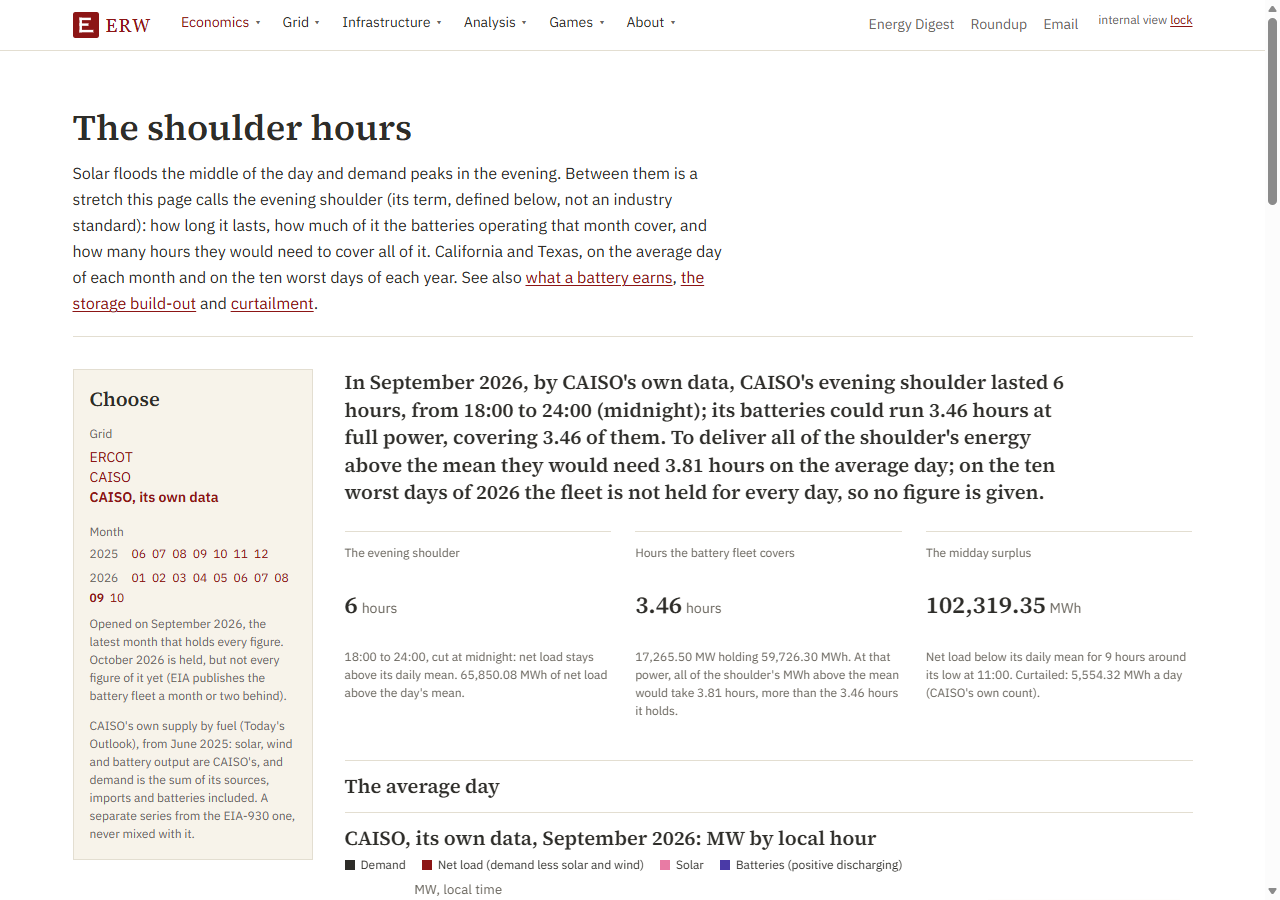 E ERW Economics Grid Infrastructure Analysis Games About Energy Digest Roundup Email internal view lock
The shoulder hours
Solar floods the middle of the day and demand peaks in the evening. Between them is a
stretch this page calls the evening shoulder (its term, defined below, not an industry
standard): how long it lasts, how much of it the batteries operating that month cover, and
how many hours they would need to cover all of it. California and Texas, on the average day
of each month and on the ten worst days of each year. See also what a battery earns, the
storage build-out and curtailment.
Choose
Grid
ERCOT
CAISO
CAISO, its own data
Month
2025 06 07 08 09 10 11 12
2026 01 02 03 04 05 06 07 08
09 10
Opened on September 2026, the
latest month that holds every figure.
October 2026 is held, but not every
figure of it yet (EIA publishes the
battery fleet a month or two behind).
CAISO's own supply by fuel (Today's
Outlook), from June 2025: solar, wind
and battery output are CAISO's, and
demand is the sum of its sources,
imports and batteries included. A
separate series from the EIA-930 one,
never mixed with it.
In September 2026, by CAISO's own data, CAISO's evening shoulder lasted 6
hours, from 18:00 to 24:00 (midnight); its batteries could run 3.46 hours at
full power, covering 3.46 of them. To deliver all of the shoulder's energy
above the mean they would need 3.81 hours on the average day; on the ten
worst days of 2026 the fleet is not held for every day, so no figure is given.
The evening shoulder
6 hours
18:00 to 24:00, cut at midnight: net load stays
above its daily mean. 65,850.08 MWh of net load
above the day's mean.
Hours the battery fleet covers
3.46 hours
17,265.50 MW holding 59,726.30 MWh. At that
power, all of the shoulder's MWh above the mean
would take 3.81 hours, more than the 3.46 hours
it holds.
The midday surplus
102,319.35 MWh
Net load below its daily mean for 9 hours around
its low at 11:00. Curtailed: 5,554.32 MWh a day
(CAISO's own count).
The average day
CAISO, its own data, September 2026: MW by local hour
Demand Net load (demand less solar and wind) Solar Batteries (positive discharging)
MW, local time